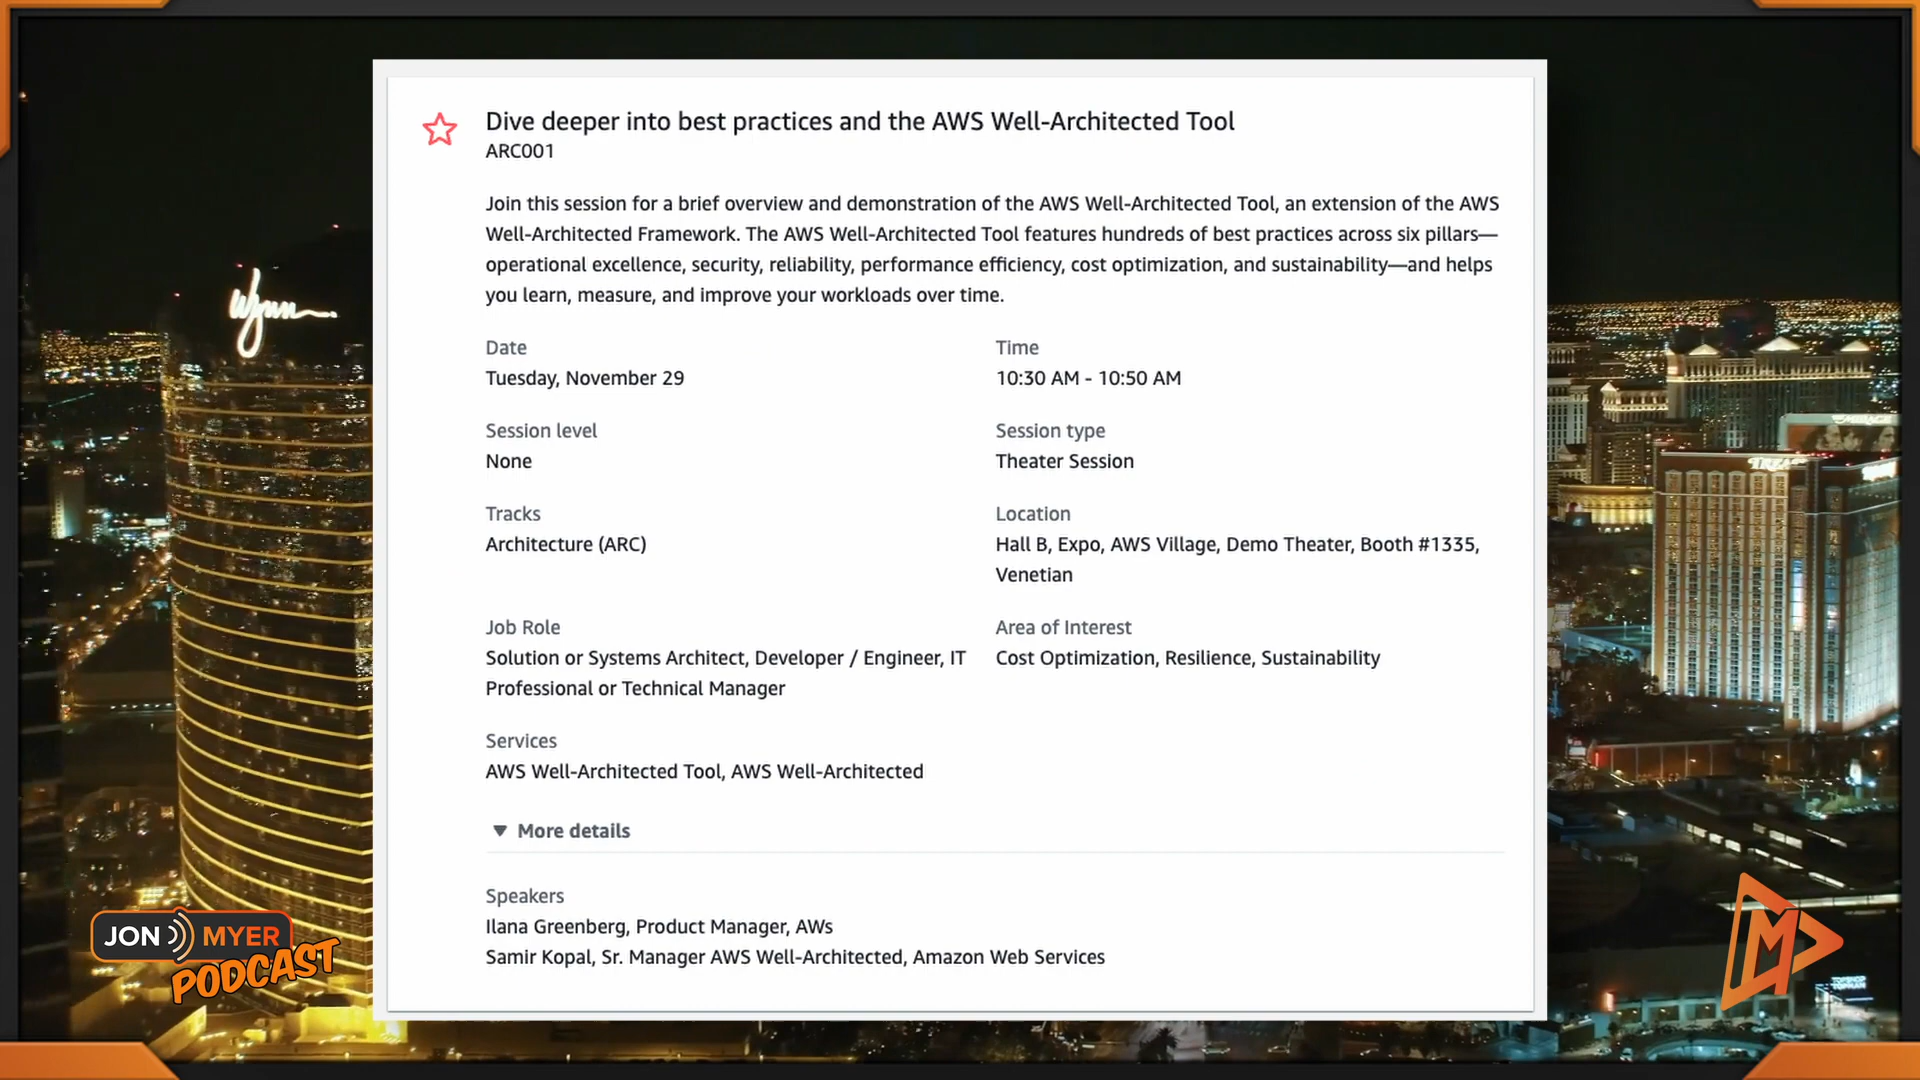 Dive deeper into best practices and the AWS Well-Architected Tool
ARC001
Join this session for a brief overview and demonstration of the AWS Well-Architected Tool, an extension of the AWS
Well-Architected Framework. The AWS Well-Architected Tool features hundreds of best practices across six pillars—
operational excellence, security, reliability, performance efficiency, cost optimization, and sustainability—and helps
you learn, measure, and improve your workloads over time.
Date
Tuesday, November 29
Time
10:30 AM - 10:50 AM
Session level
None
Session type
Theater Session
Tracks
Architecture (ARC)
Location
Hall B, Expo, AWS Village, Demo Theater, Booth #1335,
Venetian
Job Role
Solution or Systems Architect, Developer / Engineer, IT
Professional or Technical Manager
Area of Interest
Cost Optimization, Resilience, Sustainability
Services
AWS Well-Architected Tool, AWS Well-Architected
More details
Speakers
Ilana Greenberg, Product Manager, AWs
Samir Kopal, Sr. Manager AWS Well-Architected, Amazon Web Services
Wynn
JON MYER
PODCAST
M